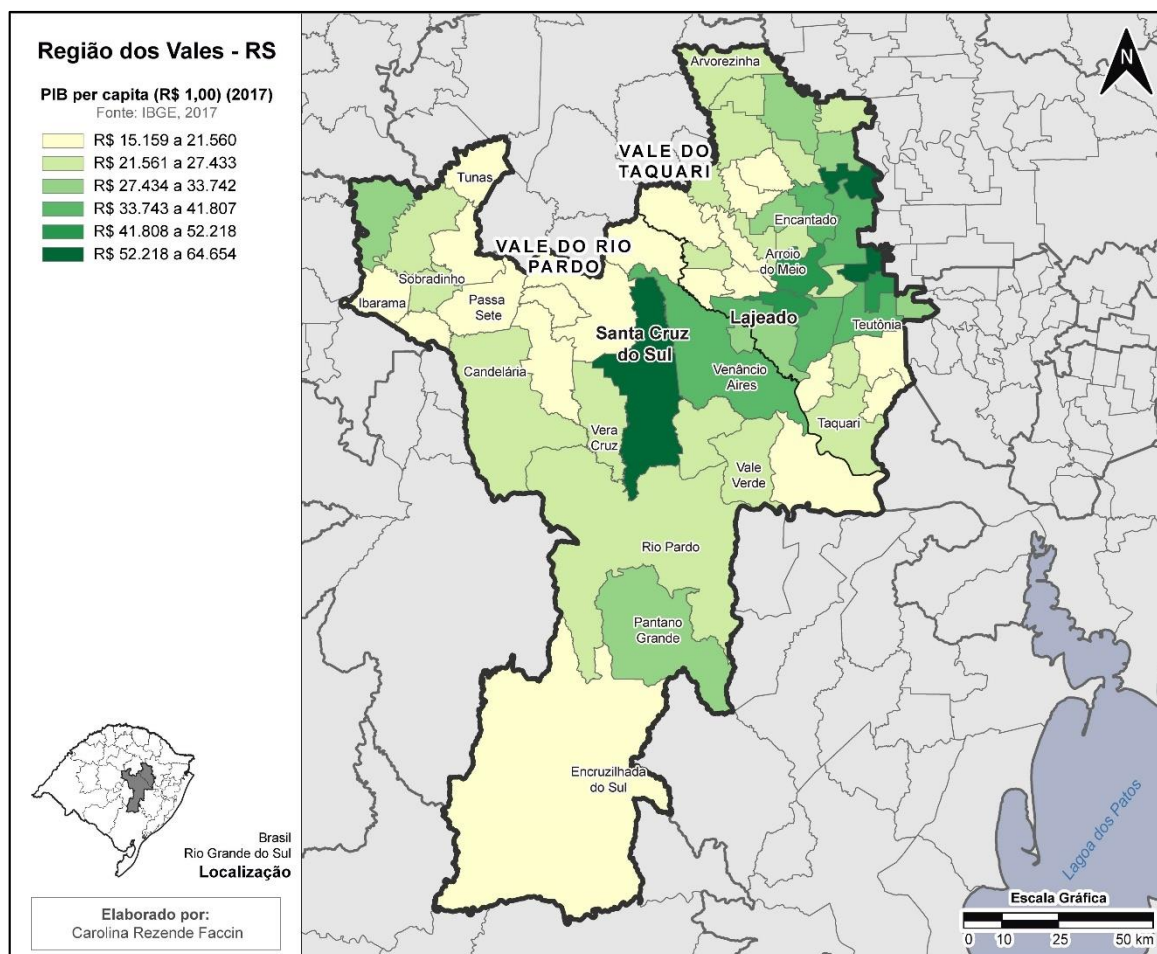 Região dos Vales - RS
PIB per capita (R$ 1,00) (2017)
Fonte: IBGE, 2017
R$ 15.159 a 21.560
R$ 21.561 a 27.433
R$ 27.434 a 33.742
R$ 33.743 a 41.807
R$ 41.808 a 52.218
R$ 52.218 a 64.654
Brasil
Rio Grande do Sul
Localização
Elaborado por:
Carolina Rezende Faccin
N
Arvorezinha
VALE DO
TAQUARI
Tunas
Encantado
VALE DO RIO
PARDO
Arroio
do Meio
Sobradinho
Ibarama
Passa
Sete
Lajeado
Teutônia
Santa Cruz
do Sul
Venâncio
Aires
Candelária
Taquari
Vera
Cruz
Vale
Verde
Rio Pardo
Pantano
Grande
Encruzilhada
do Sul
Lagoa dos Patos
Escala Gráfica
0 10 25 50 km